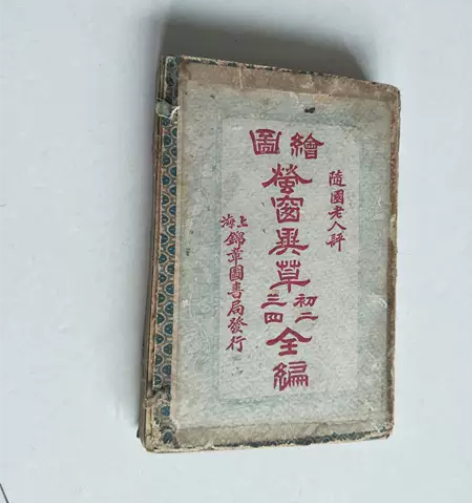 隨園老人評
繪圖
螢窗異草
初二
三四
全編
上海
錦章圖書局發行